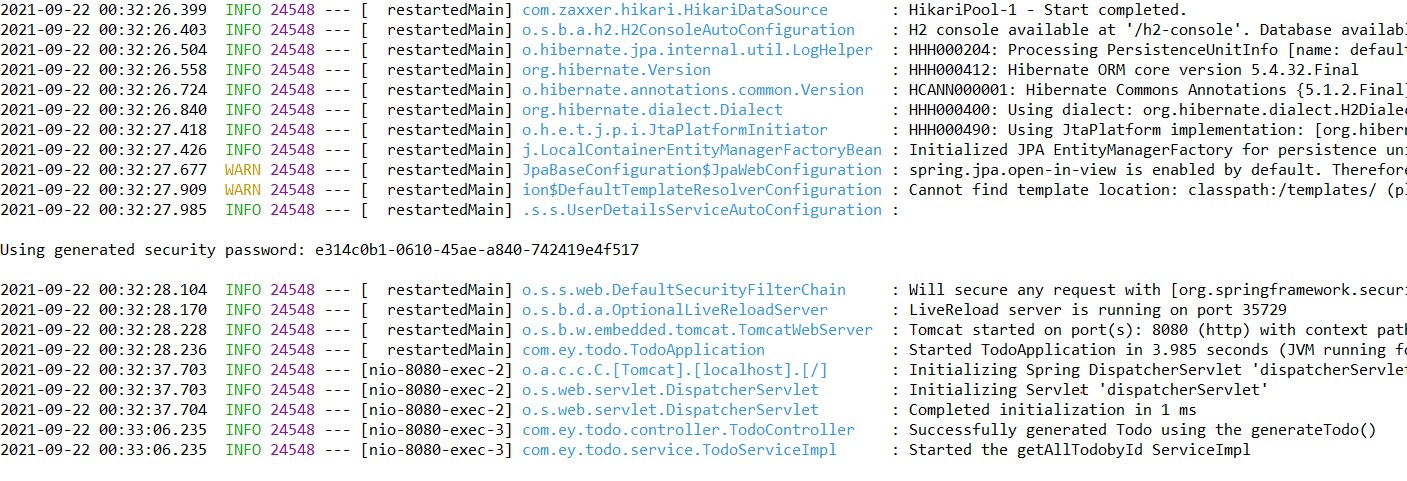 2021-09-22 00:32:26.399  INFO 24548 --- [  restartedMain] com.zaxxer.hikari.HikariDataSource       : HikariPool-1 - Start completed.
2021-09-22 00:32:26.403  INFO 24548 --- [  restartedMain] o.s.b.a.h2.H2ConsoleAutoConfiguration    : H2 console available at '/h2-console'. Database availabl
2021-09-22 00:32:26.504  INFO 24548 --- [  restartedMain] o.hibernate.jpa.internal.util.LogHelper  : HHH000204: Processing PersistenceUnitInfo [name: default
2021-09-22 00:32:26.558  INFO 24548 --- [  restartedMain] org.hibernate.Version                    : HHH000412: Hibernate ORM core version 5.4.32.Final
2021-09-22 00:32:26.724  INFO 24548 --- [  restartedMain] o.hibernate.annotations.common.Version   : HCANN000001: Hibernate Commons Annotations {5.1.2.Final}
2021-09-22 00:32:26.840  INFO 24548 --- [  restartedMain] org.hibernate.dialect.Dialect            : HHH000400: Using dialect: org.hibernate.dialect.H2Dialec
2021-09-22 00:32:27.418  INFO 24548 --- [  restartedMain] o.h.e.t.j.p.i.JtaPlatformInitiator       : HHH000490: Using JtaPlatform implementation: [org.hibern
2021-09-22 00:32:27.426  INFO 24548 --- [  restartedMain] j.LocalContainerEntityManagerFactoryBean : Initialized JPA EntityManagerFactory for persistence uni
2021-09-22 00:32:27.677  WARN 24548 --- [  restartedMain] JpaBaseConfiguration$JpaWebConfiguration : spring.jpa.open-in-view is enabled by default. Therefore
2021-09-22 00:32:27.909  WARN 24548 --- [  restartedMain] ion$DefaultTemplateResolverConfiguration : Cannot find template location: classpath:/templates/ (pl
2021-09-22 00:32:27.985  INFO 24548 --- [  restartedMain] .s.s.UserDetailsServiceAutoConfiguration :
Using generated security password: e314c0b1-0610-45ae-a840-742419e4f517
2021-09-22 00:32:28.104  INFO 24548 --- [  restartedMain] o.s.s.web.DefaultSecurityFilterChain     : Will secure any request with [org.springframework.securi
2021-09-22 00:32:28.170  INFO 24548 --- [  restartedMain] o.s.b.d.a.OptionalLiveReloadServer       : LiveReload server is running on port 35729
2021-09-22 00:32:28.228  INFO 24548 --- [  restartedMain] o.s.b.w.embedded.tomcat.TomcatWebServer  : Tomcat started on port(s): 8080 (http) with context path
2021-09-22 00:32:28.236  INFO 24548 --- [  restartedMain] com.ey.todo.TodoApplication              : Started TodoApplication in 3.985 seconds (JVM running fo
2021-09-22 00:32:37.703  INFO 24548 --- [nio-8080-exec-2] o.a.c.c.C.[Tomcat].[localhost].[/]       : Initializing Spring DispatcherServlet 'dispatcherServlet
2021-09-22 00:32:37.703  INFO 24548 --- [nio-8080-exec-2] o.s.web.servlet.DispatcherServlet        : Initializing Servlet 'dispatcherServlet'
2021-09-22 00:32:37.704  INFO 24548 --- [nio-8080-exec-2] o.s.web.servlet.DispatcherServlet        : Completed initialization in 1 ms
2021-09-22 00:33:06.235  INFO 24548 --- [nio-8080-exec-3] com.ey.todo.controller.TodoController    : Successfully generated Todo using the generateTodo()
2021-09-22 00:33:06.235  INFO 24548 --- [nio-8080-exec-3] com.ey.todo.service.TodoServiceImpl      : Started the getAllTodobyId ServiceImpl